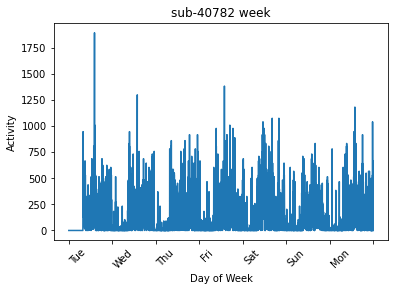 sub-40782 week
1750
1500
1250
1000
750
500
250
0
Activity
Tue
Wed
Thu
Fri
Sat
Sun
Mon
Day of Week